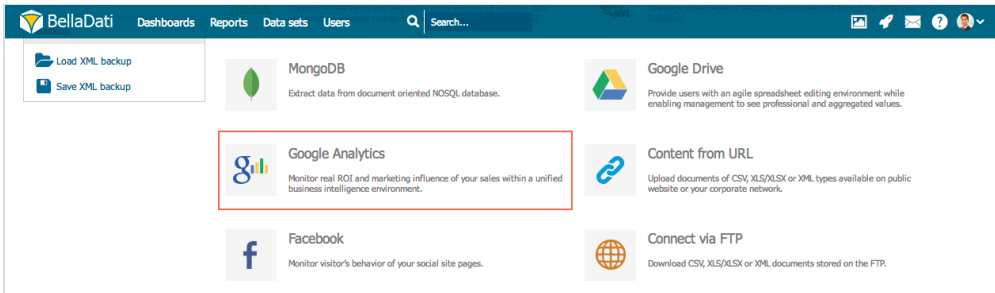 BellaDati Dashboards Reports Data sets Users Search...
Load XML backup
Save XML backup
MongoDB
Extract data from document oriented NOSQL database.
Google Drive
Provide users with an agile spreadsheet editing environment while
enabling management to see professional and aggregated values.
Google Analytics
Monitor real ROI and marketing influence of your sales within a unified
business intelligence environment.
Content from URL
Upload documents of CSV, XLS/XLSX or XML types available on public
website or your corporate network.
Facebook
Monitor visitor's behavior of your social site pages.
Connect via FTP
Download CSV, XLS/XLSX or XML documents stored on the FTP.